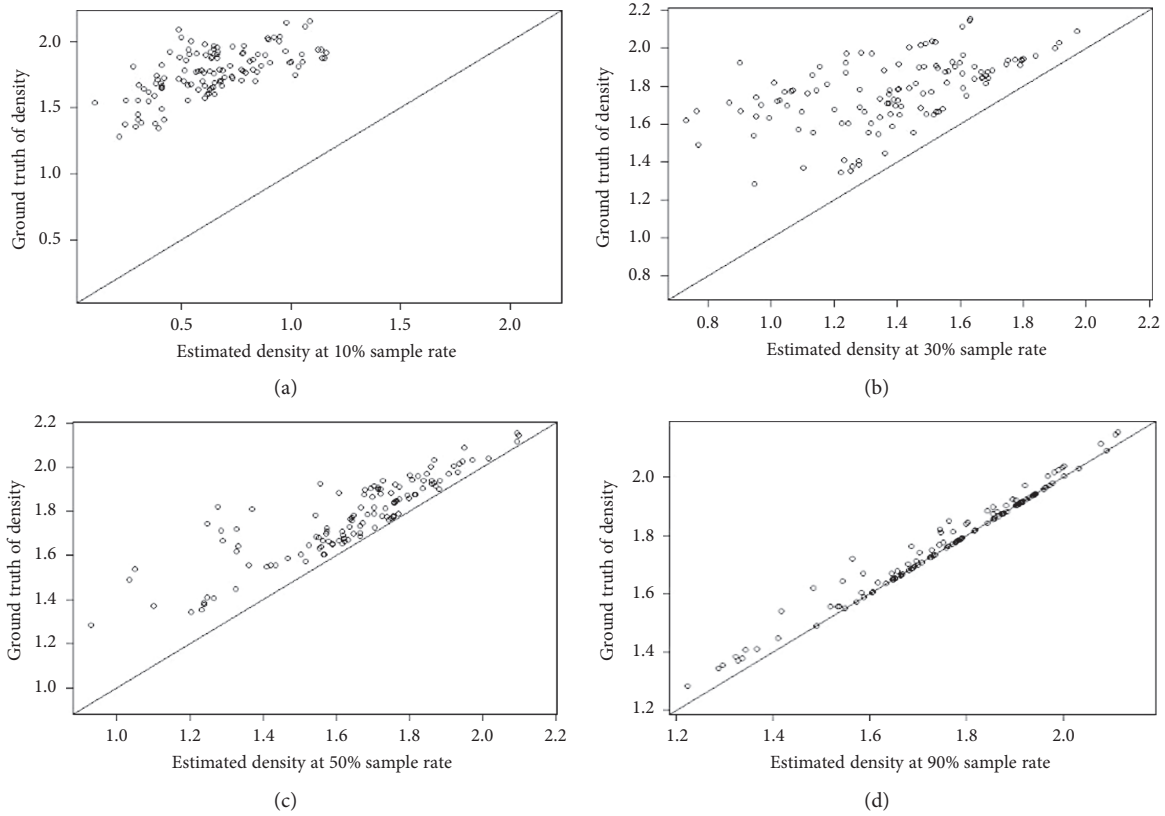 2.0
1.5
1.0
0.5
Ground truth of density
0.5 1.0 1.5 2.0
Estimated density at 10% sample rate
(a)
2.2
2.0
1.8
1.6
1.4
1.2
1.0
0.8
Ground truth of density
0.8 1.0 1.2 1.4 1.6 1.8 2.0 2.2
Estimated density at 30% sample rate
(b)
2.2
2.0
1.8
1.6
1.4
1.2
1.0
Ground truth of density
1.0 1.2 1.4 1.6 1.8 2.0 2.2
Estimated density at 50% sample rate
(c)
2.0
1.8
1.6
1.4
1.2
Ground truth of density
1.2 1.4 1.6 1.8 2.0
Estimated density at 90% sample rate
(d)